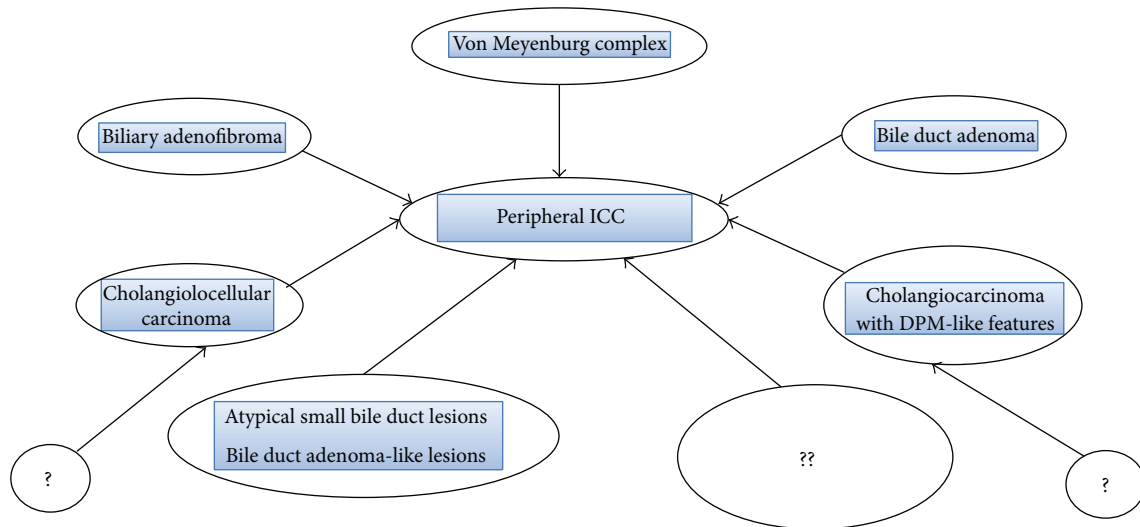 Von Meyenburg complex
Biliary adenofibroma
Bile duct adenoma
Peripheral ICC
Cholangiolocellular
carcinoma
Cholangiocarcinoma
with DPM-like features
Atypical small bile duct lesions
Bile duct adenoma-like lesions
??
?
?